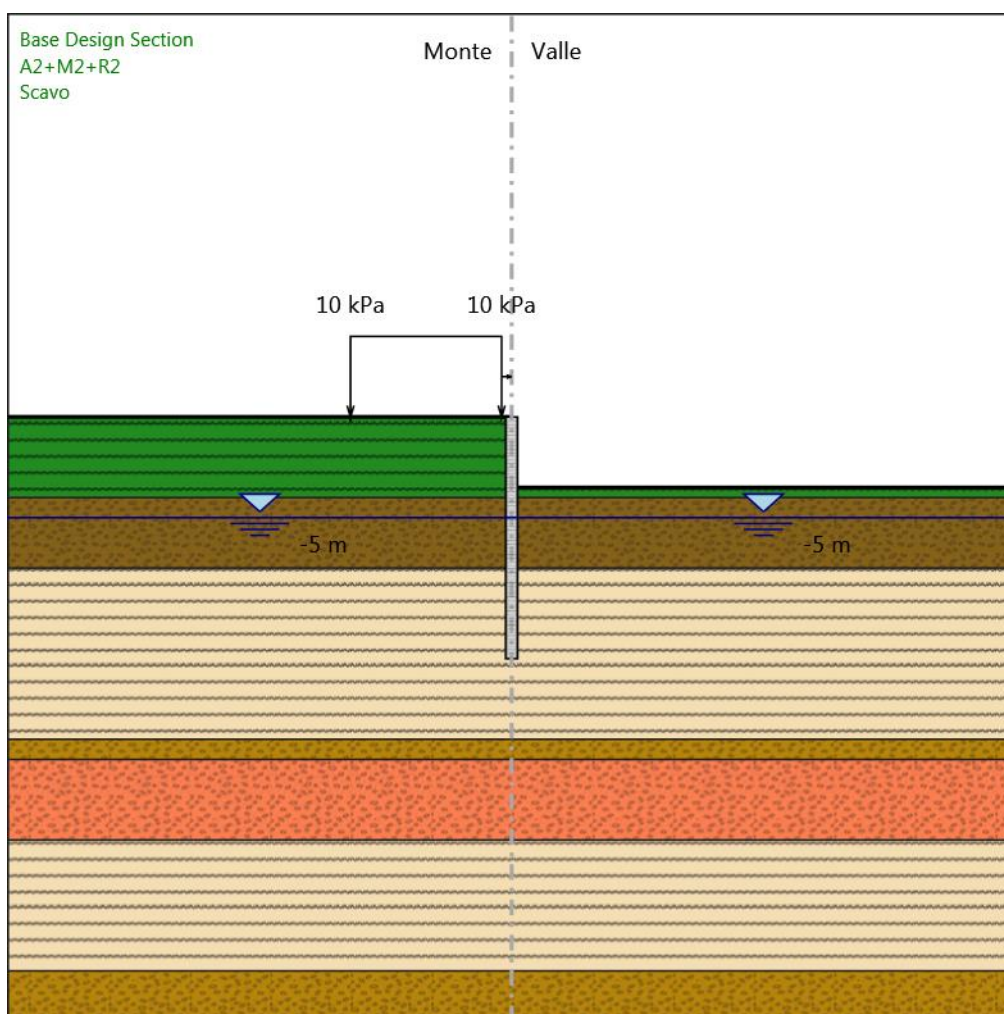 Base Design Section
A2+M2+R2
Scavo
Monte
Valle
10 kPa
10 kPa
-5 m
-5 m